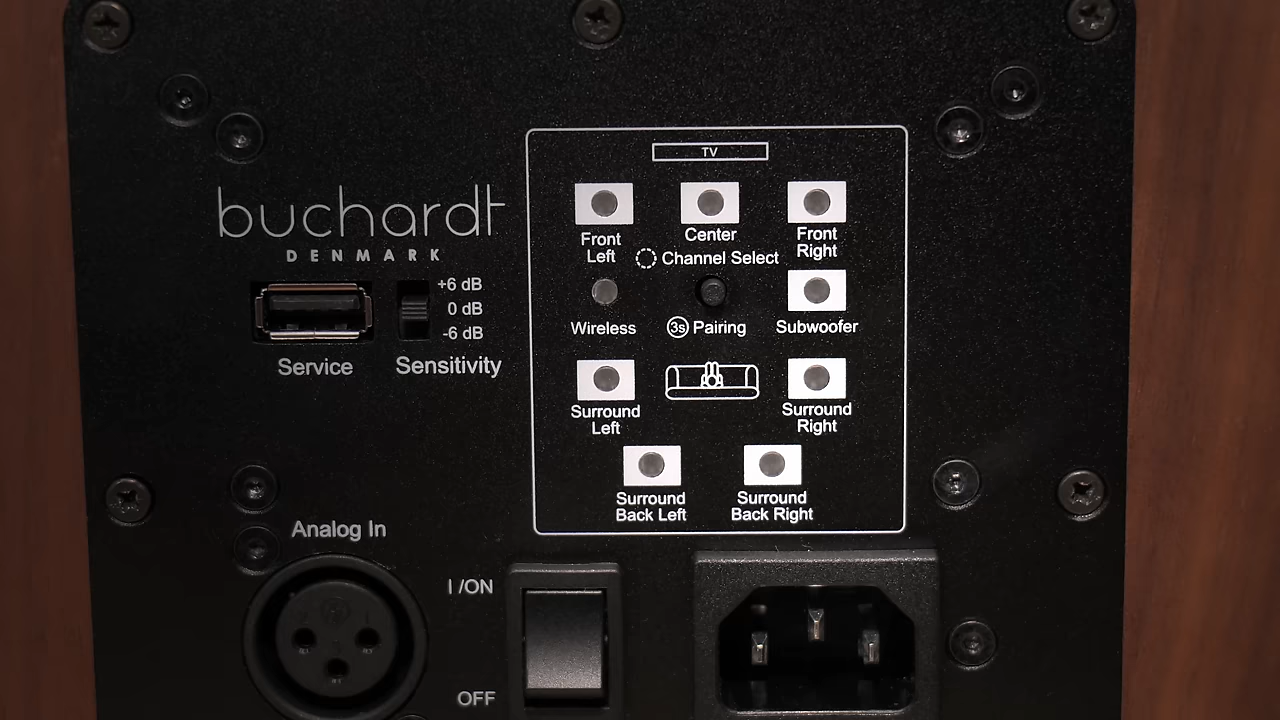 buchardt
DENMARK
+6 dB
0 dB
-6 dB
Service
Sensitivity
TV
Front
Left
Center
Front
Right
Channel Select
Wireless
3s Pairing
Subwoofer
Surround
Left
Surround
Right
Surround
Back Left
Surround
Back Right
Analog In
I /ON
OFF